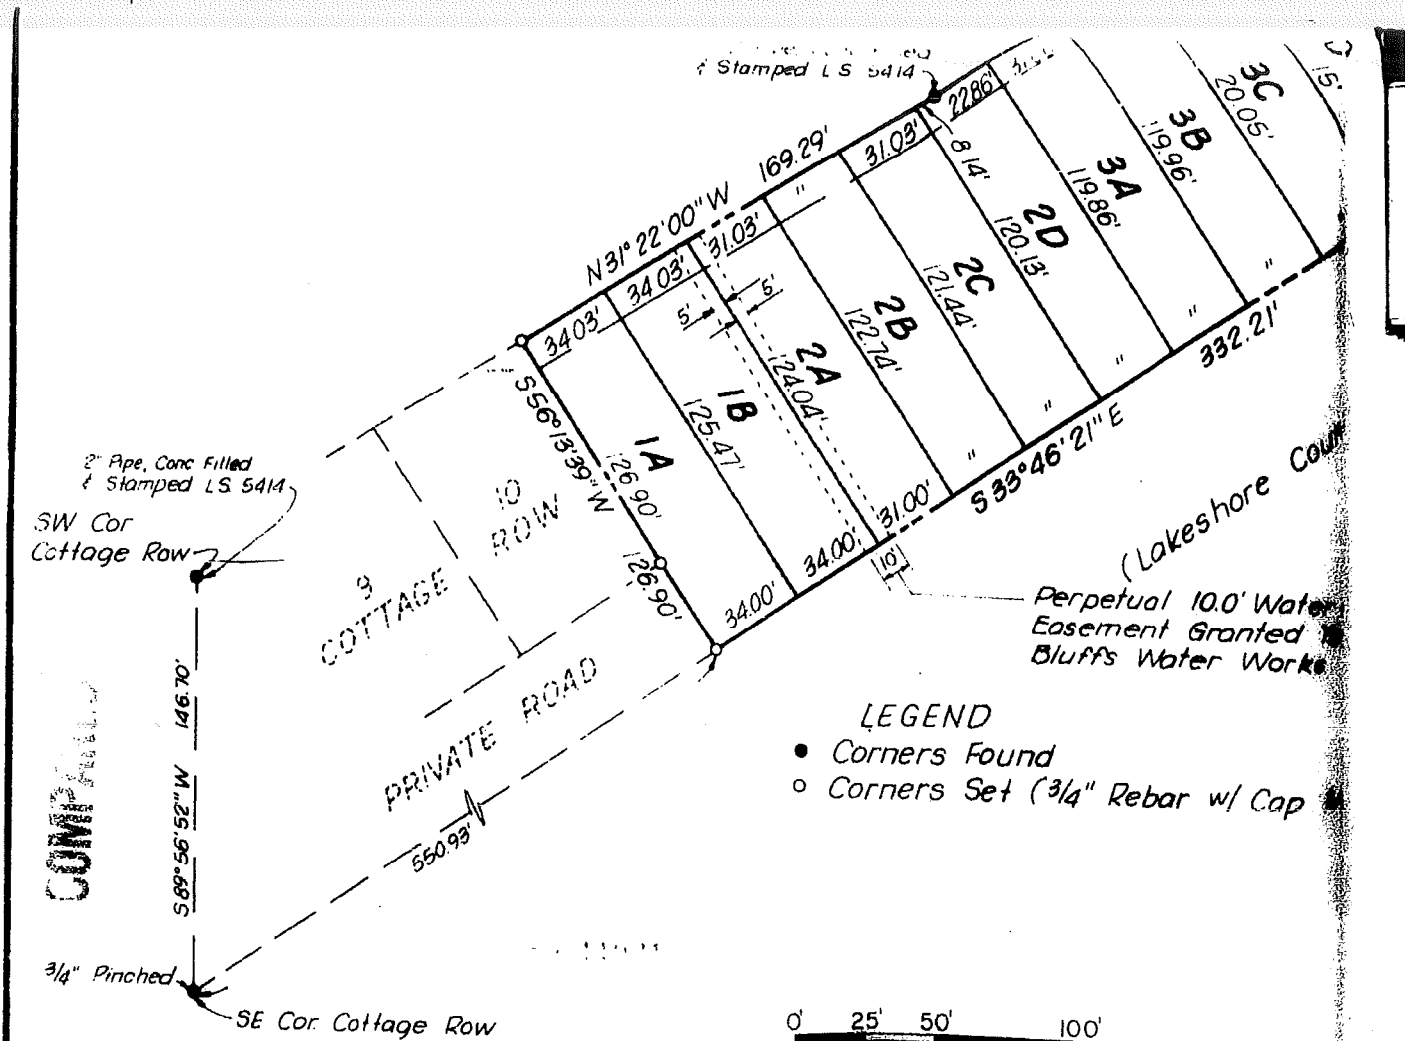 & Stamped L S 5414
22.86'
31.03'
8.14'
169.29'
"
N 31° 22' 00" W
31.03'
34.03'
34.03'
5'
5'
S 56° 13' 39" W
1A
126.90'
126.90'
1B
125.47'
2A
124.04'
2B
122.74'
2C
121.44'
2D
120.13'
3A
119.86'
3B
119.96'
3C
20.05'
15'
34.00'
34.00'
31.00'
"
"
"
"
"
S 33° 46' 21" E
332.21'
10'
(Lakeshore
Perpetual 10.0' Water
Easement Granted
Bluffs Water Works
2" Pipe, Conc Filled
& Stamped L.S. 5414
SW Cor
Cottage Row
10
ROW
9
COTTAGE
PRIVATE ROAD
550.93'
S 89° 56' 52" W 146.70'
3/4" Pinched
SE Cor. Cottage Row
LEGEND
● Corners Found
○ Corners Set (3/4" Rebar w/ Cap
0' 25' 50' 100'